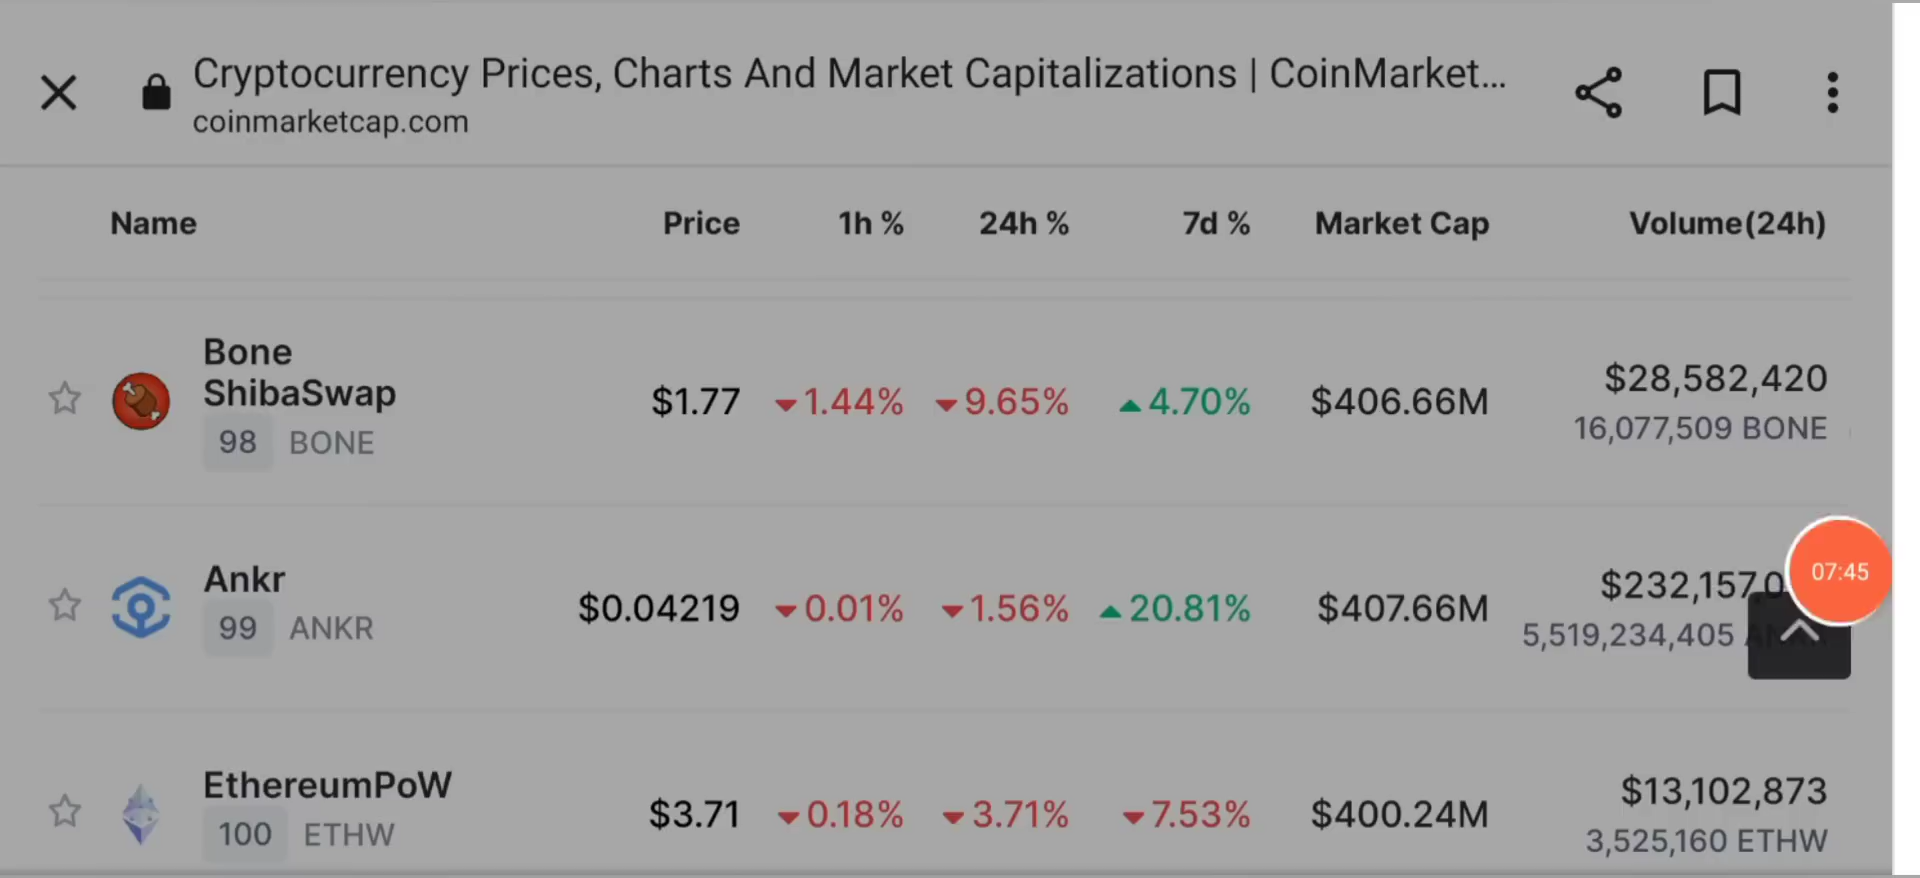 Cryptocurrency Prices, Charts And Market Capitalizations | CoinMarket...
coinmarketcap.com
Name Price 1h % 24h % 7d % Market Cap Volume(24h)
Bone
ShibaSwap
98 BONE
$1.77 1.44% 9.65% 4.70% $406.66M
$28,582,420
16,077,509 BONE
Ankr
99 ANKR
$0.04219 0.01% 1.56% 20.81% $407.66M
$232,157,0
5,519,234,405
07:45
EthereumPoW
100 ETHW
$3.71 0.18% 3.71% 7.53% $400.24M
$13,102,873
3,525,160 ETHW